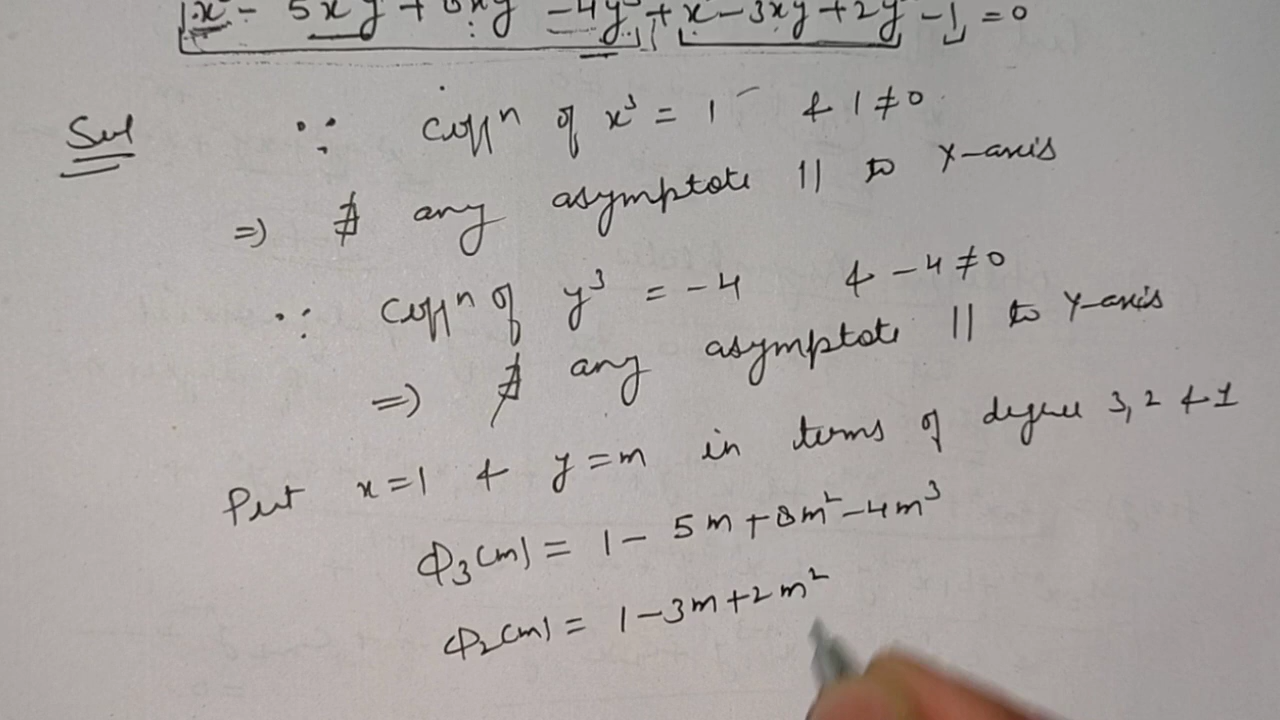 x³ - 5x²y + 8xy² - 4y³ + x² - 3xy + 2y² - 1 = 0
Sol ∵ coffⁿ of x³ = 1 & 1 ≠ 0
⇒ ∄ any asymptote || to X-axis
∵ coffⁿ of y³ = -4 & -4 ≠ 0
⇒ ∄ any asymptote || to Y-axis
Put x = 1 & y = m in terms of degree 3, 2 & 1
Φ₃(m) = 1 - 5m + 8m² - 4m³
Φ₂(m) = 1 - 3m + 2m²